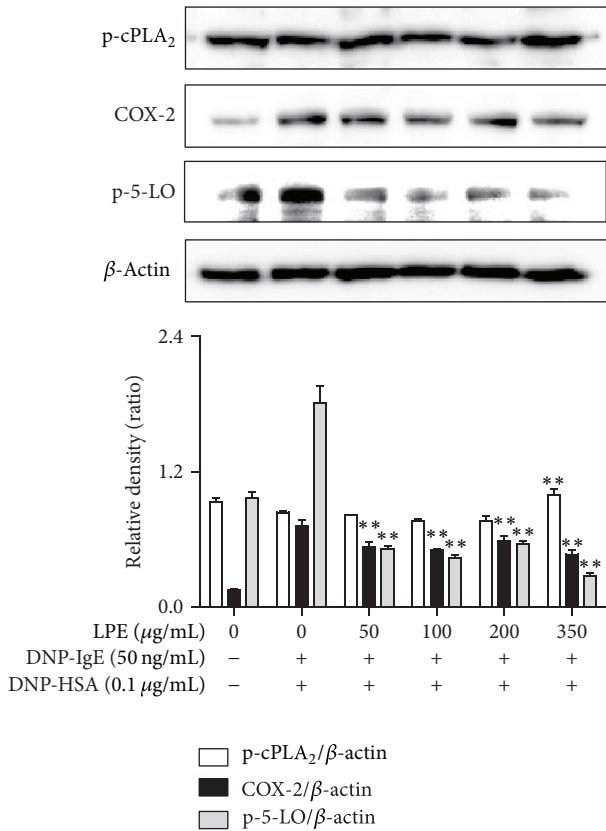 p-cPLA₂
COX-2
p-5-LO
β-Actin
2.4
1.2
0.0
Relative density (ratio)
** ** ** ** ** ** ** ** **
LPE (μg/mL) 0 0 50 100 200 350
DNP-IgE (50 ng/mL) − + + + + +
DNP-HSA (0.1 μg/mL) − + + + + +
p-cPLA₂/β-actin
COX-2/β-actin
p-5-LO/β-actin